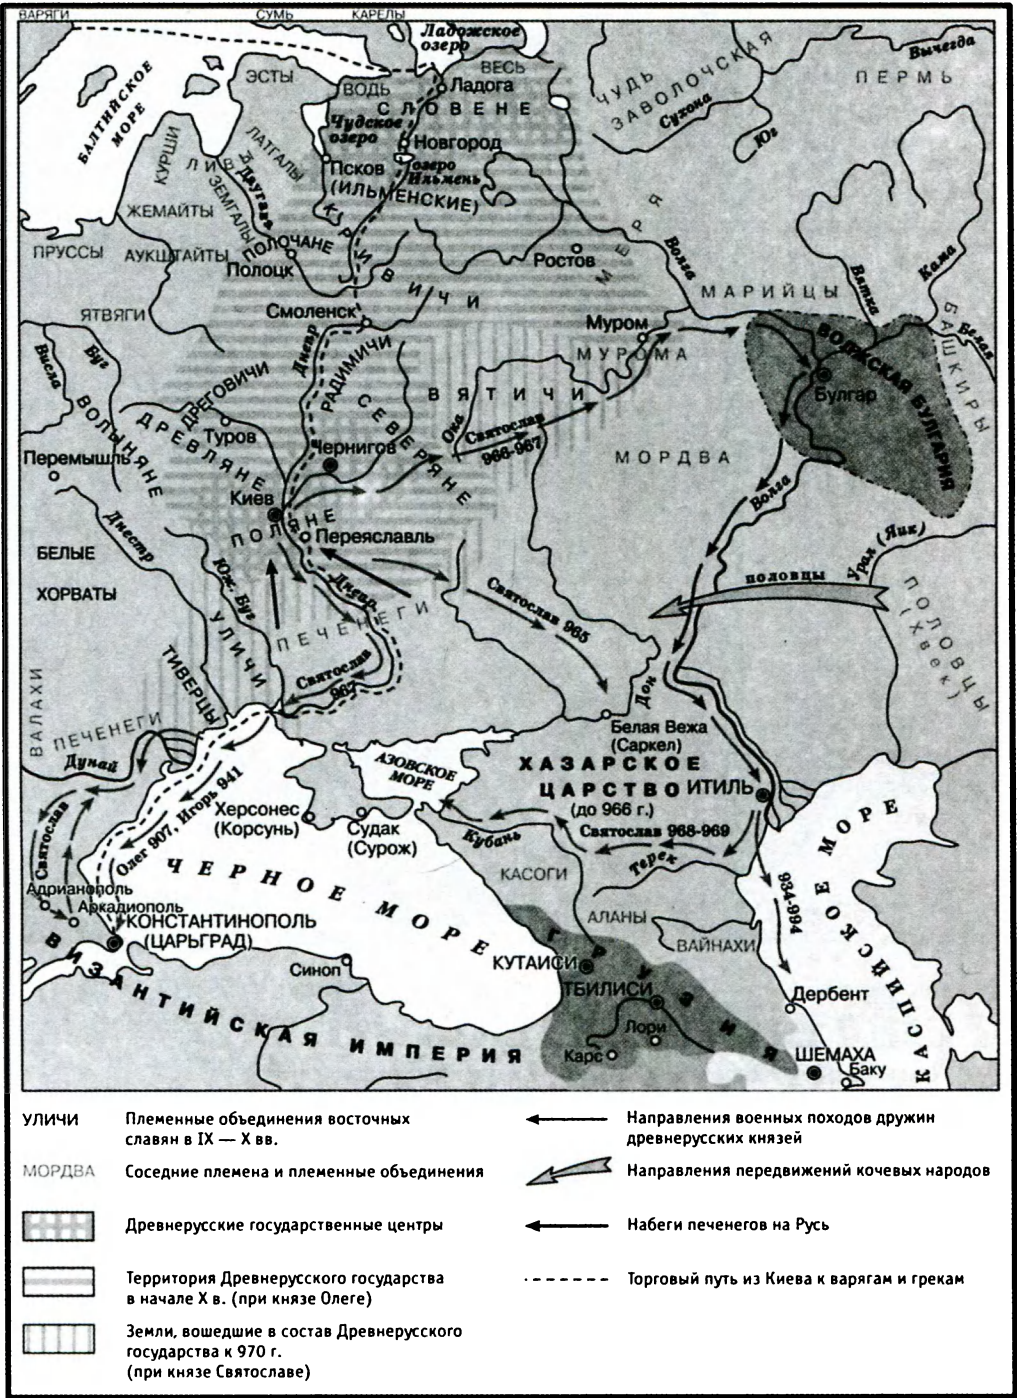 ВАРЯГИ
СУМЬ
КАРЕЛЫ
Ладожское
озеро
ВЕСЬ
Ладога
ЭСТЫ
ВОДЬ
СЛОВЕНЕ
БАЛТИЙСКОЕ
МОРЕ
Чудское
озеро
Новгород
озеро
Ильмень
Псков
(ИЛЬМЕНСКИЕ)
ЧУДЬ
ЗАВОЛОЧСКАЯ
Сухона
Юг
Вычегда
ПЕРМЬ
КУРШИ
ЛИВЫ
ЛАТГАЛЫ
ЗЕМГАЛЫ
ЖЕМАЙТЫ
ПРУССЫ
АУКШТАЙТЫ
ПОЛОЧАНЕ
Полоцк
КРИВИЧИ
Ростов
МЕРЯ
Волга
МАРИЙЦЫ
Вятка
Кама
Белая
БАШКИРЫ
ЯТВЯГИ
Смоленск
Днепр
РАДИМИЧИ
Муром
МУРОМА
ВОЛЖСКАЯ БУЛГАРИЯ
Булгар
Висла
Буг
ДРЕГОВИЧИ
ВЯТИЧИ
Ока
Святослав
966-967
ВОЛЫНЯНЕ
ДРЕВЛЯНЕ
Туров
СЕВЕРЯНЕ
Чернигов
МОРДВА
Перемышль
Киев
ПОЛЯНЕ
Переяславль
Волга
Днестр
БЕЛЫЕ
ХОРВАТЫ
Юж. Буг
Днепр
ПЕЧЕНЕГИ
Святослав 965
половцы
Урал (Яик)
ПОЛОВЦЫ
(X век)
УЛИЧИ
ТИВЕРЦЫ
Святослав
967
ВАЛАХИ
ПЕЧЕНЕГИ
Дунай
Дон
Белая Вежа
(Саркел)
АЗОВСКОЕ
МОРЕ
ХАЗАРСКОЕ
ЦАРСТВО
(до 966 г.)
ИТИЛЬ
Святослав
Олег 907, Игорь 941
Херсонес
(Корсунь)
Судак
(Сурож)
Кубань
Святослав 968-969
Терек
КАСОГИ
АЛАНЫ
ВАЙНАХИ
984-994
КАСПИЙСКОЕ МОРЕ
ЧЕРНОЕ МОРЕ
Адрианополь
Аркадиополь
КОНСТАНТИНОПОЛЬ
(ЦАРЬГРАД)
Синоп
ВИЗАНТИЙСКАЯ ИМПЕРИЯ
КУТАИСИ
ГРУЗИЯ
ТБИЛИСИ
Лори
Карс
Дербент
ШЕМАХА
Баку
УЛИЧИ
Племенные объединения восточных
славян в IX — X вв.
МОРДВА
Соседние племена и племенные объединения
Древнерусские государственные центры
Территория Древнерусского государства
в начале X в. (при князе Олеге)
Земли, вошедшие в состав Древнерусского
государства к 970 г.
(при князе Святославе)
Направления военных походов дружин
древнерусских князей
Направления передвижений кочевых народов
Набеги печенегов на Русь
Торговый путь из Киева к варягам и грекам